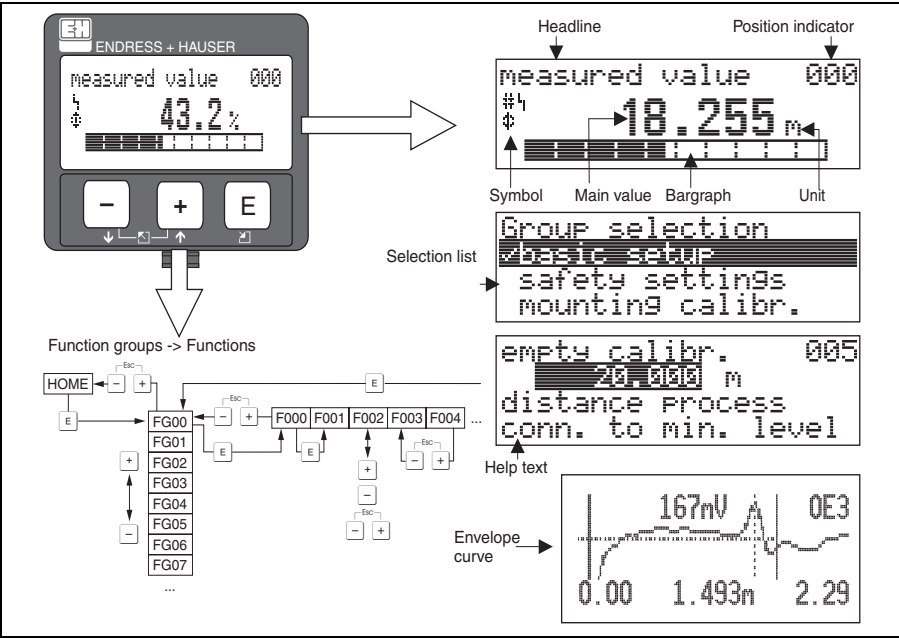 E+H
ENDRESS + HAUSER
measured value 000
43.2 %
− + E
Headline Position indicator
measured value 000
18.255 m
Symbol Main value Bargraph Unit
Selection list
Group selection
✓basic setup
safety settings
mounting calibr.
empty calibr. 005
20.000 m
distance process
conn. to min. level
Help text
Envelope
curve
167mV 0E3
0.00 1.493m 2.29
Function groups -> Functions
HOME
Esc
− +
E
E
FG00
FG01
FG02
FG03
FG04
FG05
FG06
FG07
...
+
−
Esc
− +
E
F000 F001 F002 F003 F004 ...
E
+
−
Esc
− +
Esc
− +